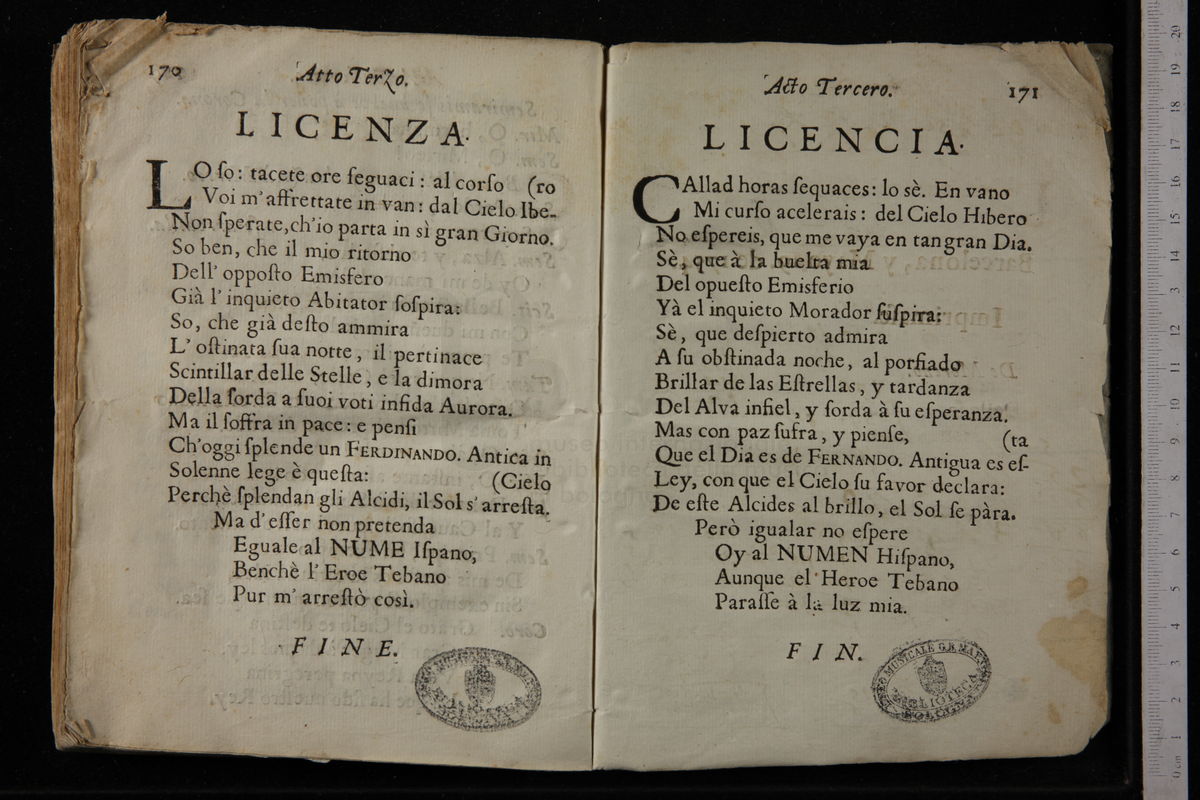 170
Atto Terzo.
LICENZA.
LO ſo: tacete ore ſeguaci: al corſo (ro
Voi m'affrettate in van: dal Cielo Ibe-
Non ſperate, ch'io parta in sì gran Giorno.
So ben, che il mio ritorno
Dell' oppoſto Emisfero
Già l'inquieto Abitator ſoſpira:
So, che già deſto ammira
L' oſtinata ſua notte, il pertinace
Scintillar delle Stelle, e la dimora
Della ſorda a ſuoi voti infida Aurora.
Ma il ſoffra in pace: e penſi
Ch'oggi ſplende un FERDINANDO. Antica in
Solenne lege è queſta: (Cielo
Perchè ſplendan gli Alcidi, il Sol s'arreſta.
Ma d'eſſer non pretenda
Eguale al NUME Iſpano,
Benchè l'Eroe Tebano
Pur m'arreſtò così.
FINE.
Acto Tercero.
171
LICENCIA.
CAllad horas ſequaces: lo sè. En vano
Mi curſo acelerais: del Cielo Hibero
No eſpereis, que me vaya en tan gran Dia.
Sè, que à la buelta mia
Del opueſto Emisferio
Yà el inquieto Morador ſuſpira:
Sè, que deſpierto admira
A ſu obſtinada noche, al porfiado
Brillar de las Eſtrellas, y tardanza
Del Alva infiel, y ſorda à ſu eſperanza.
Mas con paz ſufra, y pienſe, (ta
Que el Dia es de FERNANDO. Antigua es eſ-
Ley, con que el Cielo ſu favor declara:
De eſte Alcides al brillo, el Sol ſe pàra.
Però igualar no eſpere
Oy al NUMEN Hiſpano,
Aunque el Heroe Tebano
Paraſſe à la luz mia.
FIN.
MUSICALE G.B. MAR
BIBLIOTECA
BOLOGNA